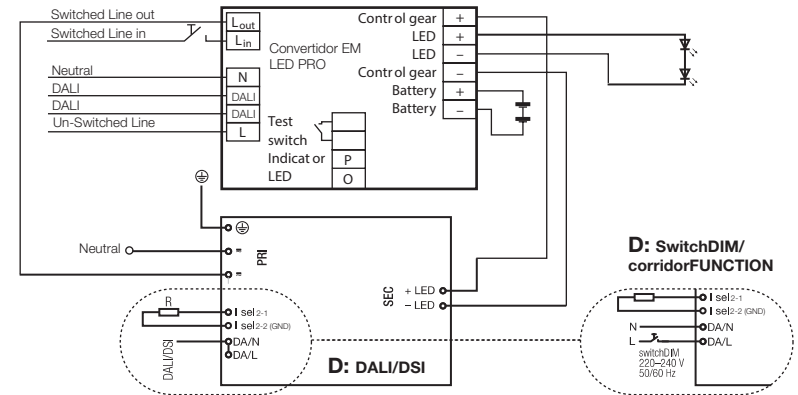 Switched Line out
Switched Line in
Neutral
DALI
DALI
Un-Switched Line
Lout
Lin
N
DALI
DALI
L
Convertidor EM
LED PRO
Test
switch
Indicator
LED
P
O
Control gear +
LED +
LED –
Control gear –
Battery +
Battery –
Neutral
PRI
SEC
+ LED
– LED
R
I sel2-1
I sel2-2 (GND)
DA/N
DA/L
DALI/DSI
D: DALI/DSI
D: SwitchDIM/
corridorFUNCTION
I sel2-1
I sel2-2 (GND)
N
DA/N
L
DA/L
switchDIM
220–240 V
50/60 Hz